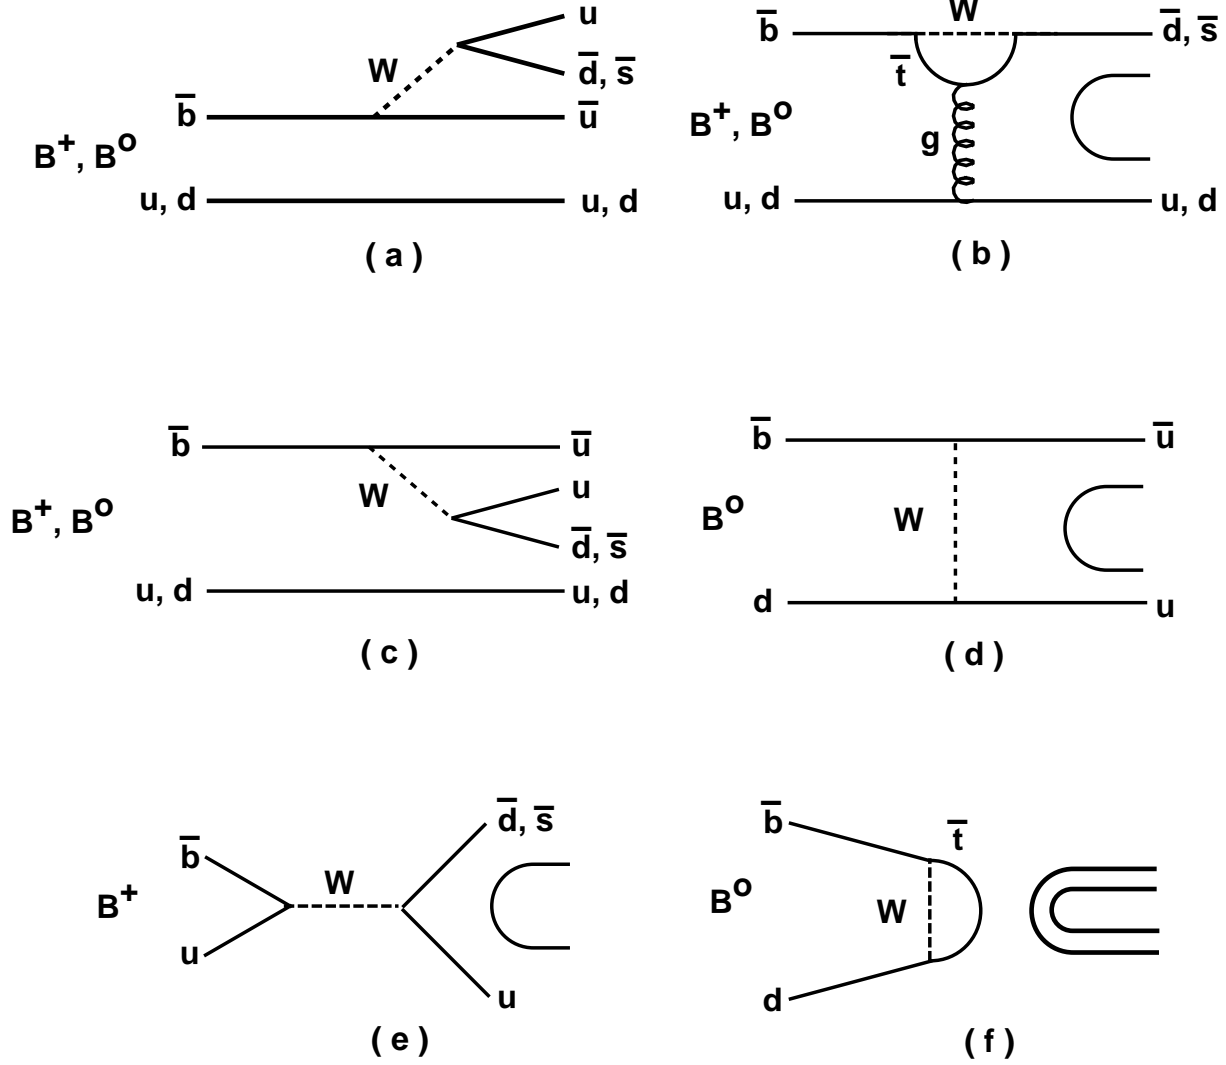 u
W
d̅, s̅
b̅
u̅
B⁺, B⁰
u, d
u, d
( a )
W
b̅
d̅, s̅
t̅
B⁺, B⁰
g
u, d
u, d
( b )
b̅
u̅
W
u
B⁺, B⁰
d̅, s̅
u, d
u, d
( c )
b̅
u̅
B⁰
W
d
u
( d )
d̅, s̅
b̅
W
B⁺
u
u
( e )
b̅
t̅
B⁰
W
d
( f )